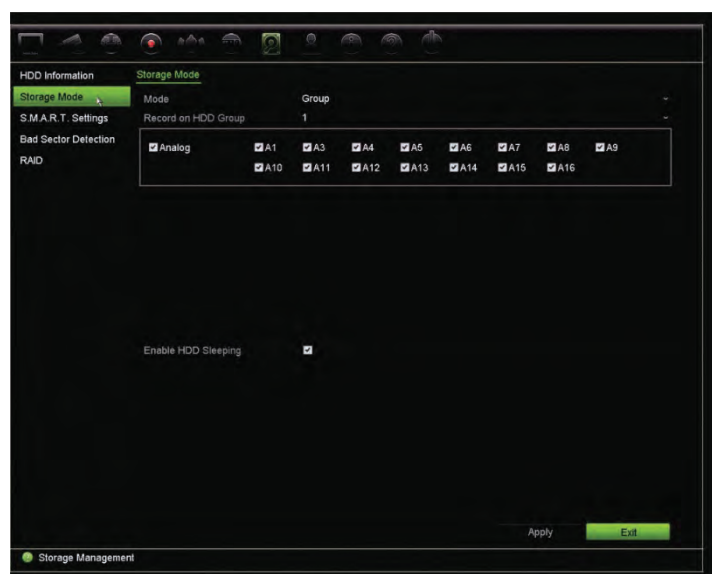 HDD Information
Storage Mode
S.M.A.R.T. Settings
Bad Sector Detection
RAID
Storage Mode
Mode Group
Record on HDD Group 1
Analog A1 A3 A4 A5 A6 A7 A8 A9
A10 A11 A12 A13 A14 A15 A16
Enable HDD Sleeping
Apply Exit
Storage Management